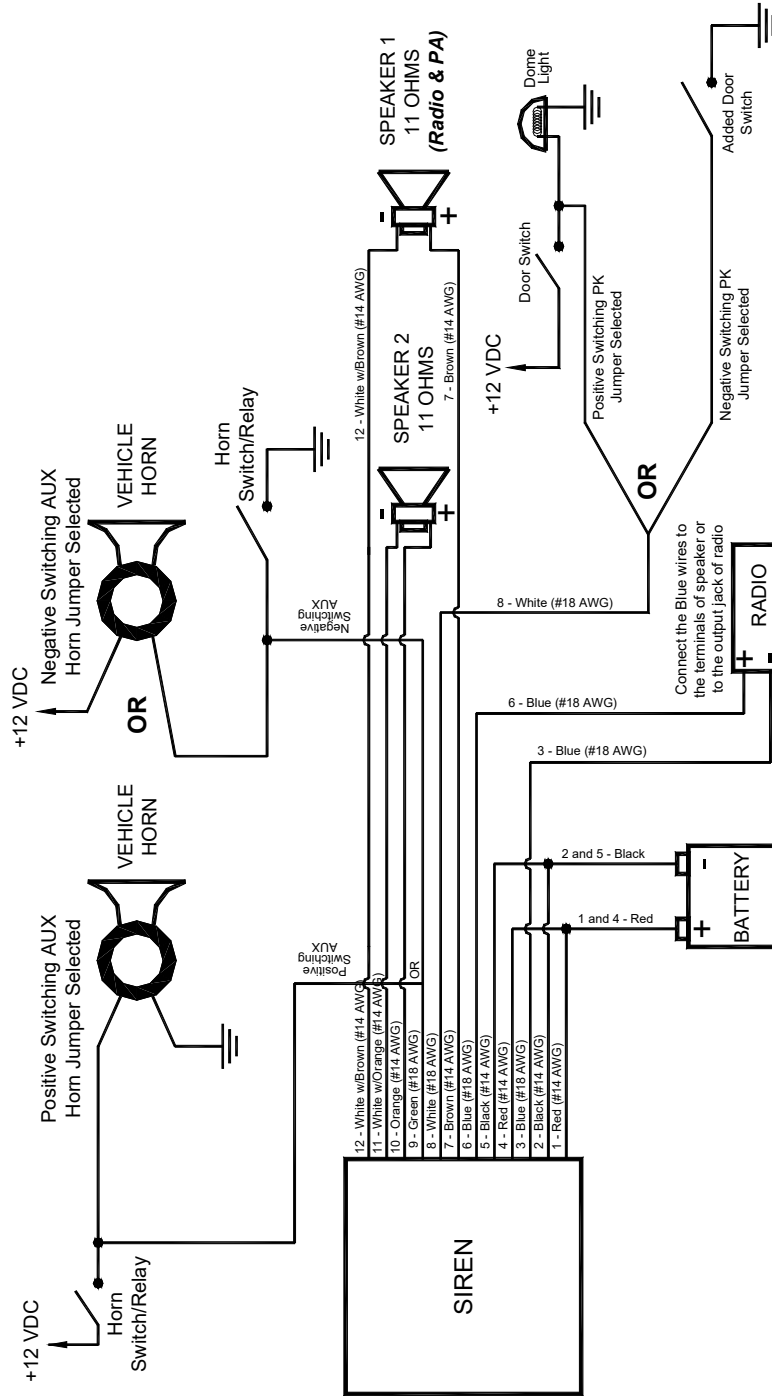 +12 VDC
Horn
Switch/Relay
Positive Switching AUX
Horn Jumper Selected
VEHICLE
HORN
+12 VDC
OR
Negative Switching AUX
Horn Jumper Selected
VEHICLE
HORN
Horn
Switch/Relay
Positive
Switching
AUX
OR
Negative
Switching
AUX
12 - White w/Brown (#14 AWG)
11 - White w/Orange (#14 AWG)
10 - Orange (#14 AWG)
9 - Green (#18 AWG)
8 - White (#18 AWG)
7 - Brown (#14 AWG)
6 - Blue (#18 AWG)
5 - Black (#14 AWG)
4 - Red (#14 AWG)
3 - Blue (#18 AWG)
2 - Black (#14 AWG)
1 - Red (#14 AWG)
SIREN
12 - White w/Brown (#14 AWG)
SPEAKER 1
11 OHMS
(Radio & PA)
-
+
SPEAKER 2
11 OHMS
-
+
7 - Brown (#14 AWG)
8 - White (#18 AWG)
6 - Blue (#18 AWG)
3 - Blue (#18 AWG)
2 and 5 - Black
1 and 4 - Red
+
-
BATTERY
Connect the Blue wires to
the terminals of speaker or
to the output jack of radio
+
-
RADIO
OR
+12 VDC
Door Switch
Dome
Light
Positive Switching PK
Jumper Selected
Negative Switching PK
Jumper Selected
Added Door
Switch